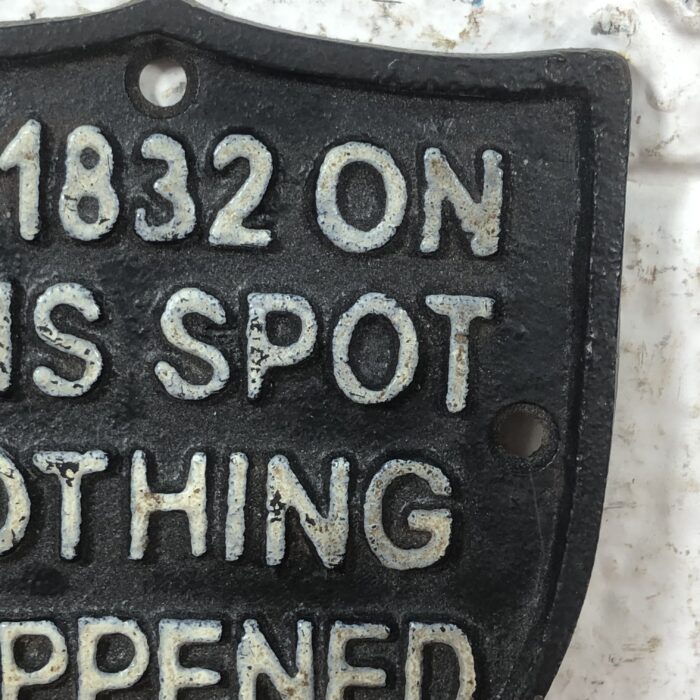 1832 ON
IS SPOT
OTHING
PPENED